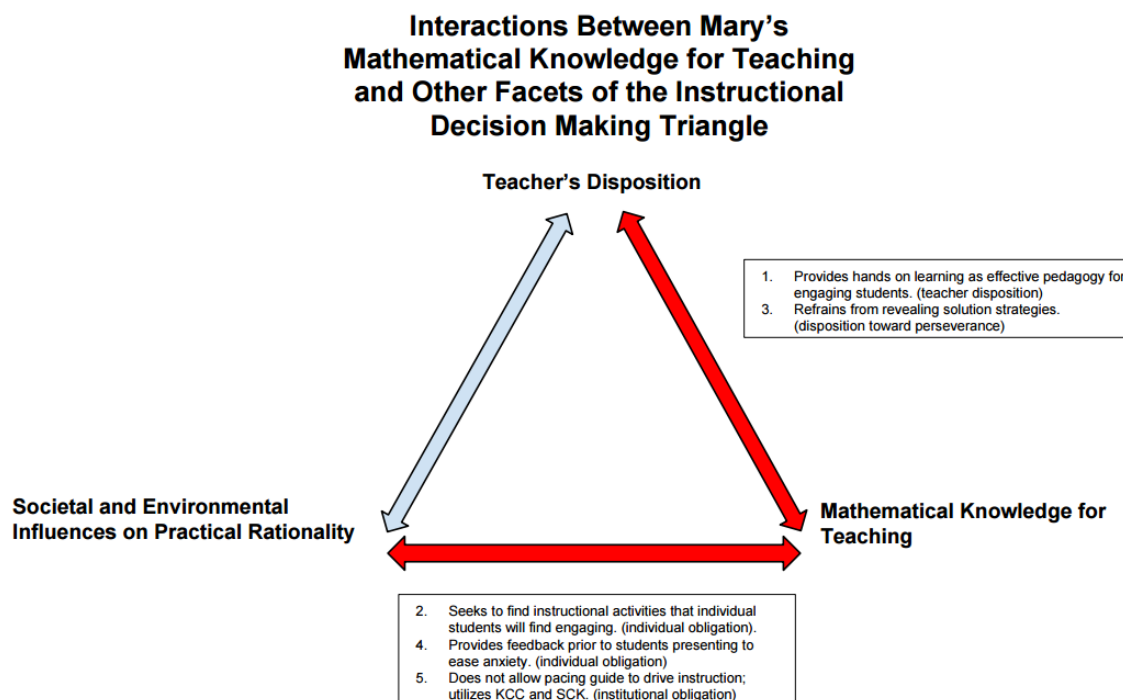 Interactions Between Mary’s
Mathematical Knowledge for Teaching
and Other Facets of the Instructional
Decision Making Triangle
Teacher’s Disposition
1. Provides hands on learning as effective pedagogy for
engaging students. (teacher disposition)
3. Refrains from revealing solution strategies.
(disposition toward perseverance)
Societal and Environmental
Influences on Practical Rationality
Mathematical Knowledge for
Teaching
2. Seeks to find instructional activities that individual
students will find engaging. (individual obligation).
4. Provides feedback prior to students presenting to
ease anxiety. (individual obligation)
5. Does not allow pacing guide to drive instruction;
utilizes KCC and SCK. (institutional obligation)